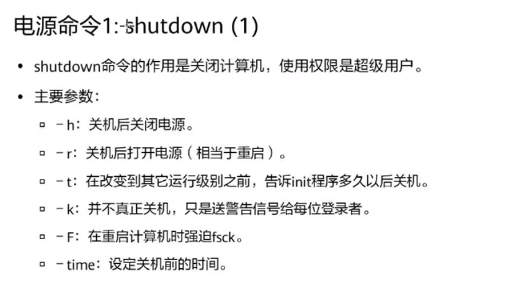 电源命令1: shutdown (1)
• shutdown命令的作用是关闭计算机，使用权限是超级用户。
• 主要参数：
▫ –h：关机后关闭电源。
▫ –r：关机后打开电源（相当于重启）。
▫ –t：在改变到其它运行级别之前，告诉init程序多久以后关机。
▫ –k：并不真正关机，只是送警告信号给每位登录者。
▫ –F：在重启计算机时强迫fsck。
▫ –time：设定关机前的时间。